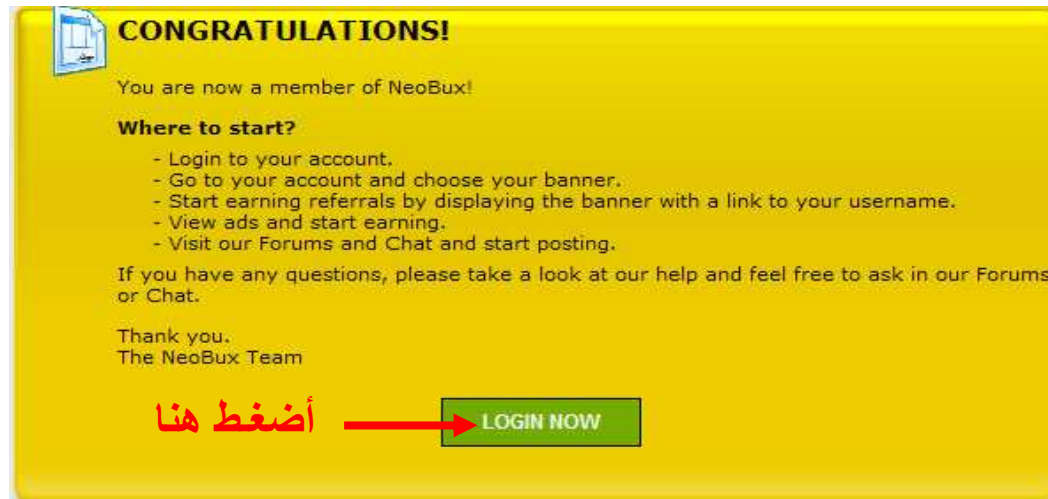 CONGRATULATIONS!
You are now a member of NeoBux!
Where to start?
- Login to your account.
- Go to your account and choose your banner.
- Start earning referrals by displaying the banner with a link to your username.
- View ads and start earning.
- Visit our Forums and Chat and start posting.
If you have any questions, please take a look at our help and feel free to ask in our Forums
or Chat.
Thank you.
The NeoBux Team
أضغط هنا
LOGIN NOW